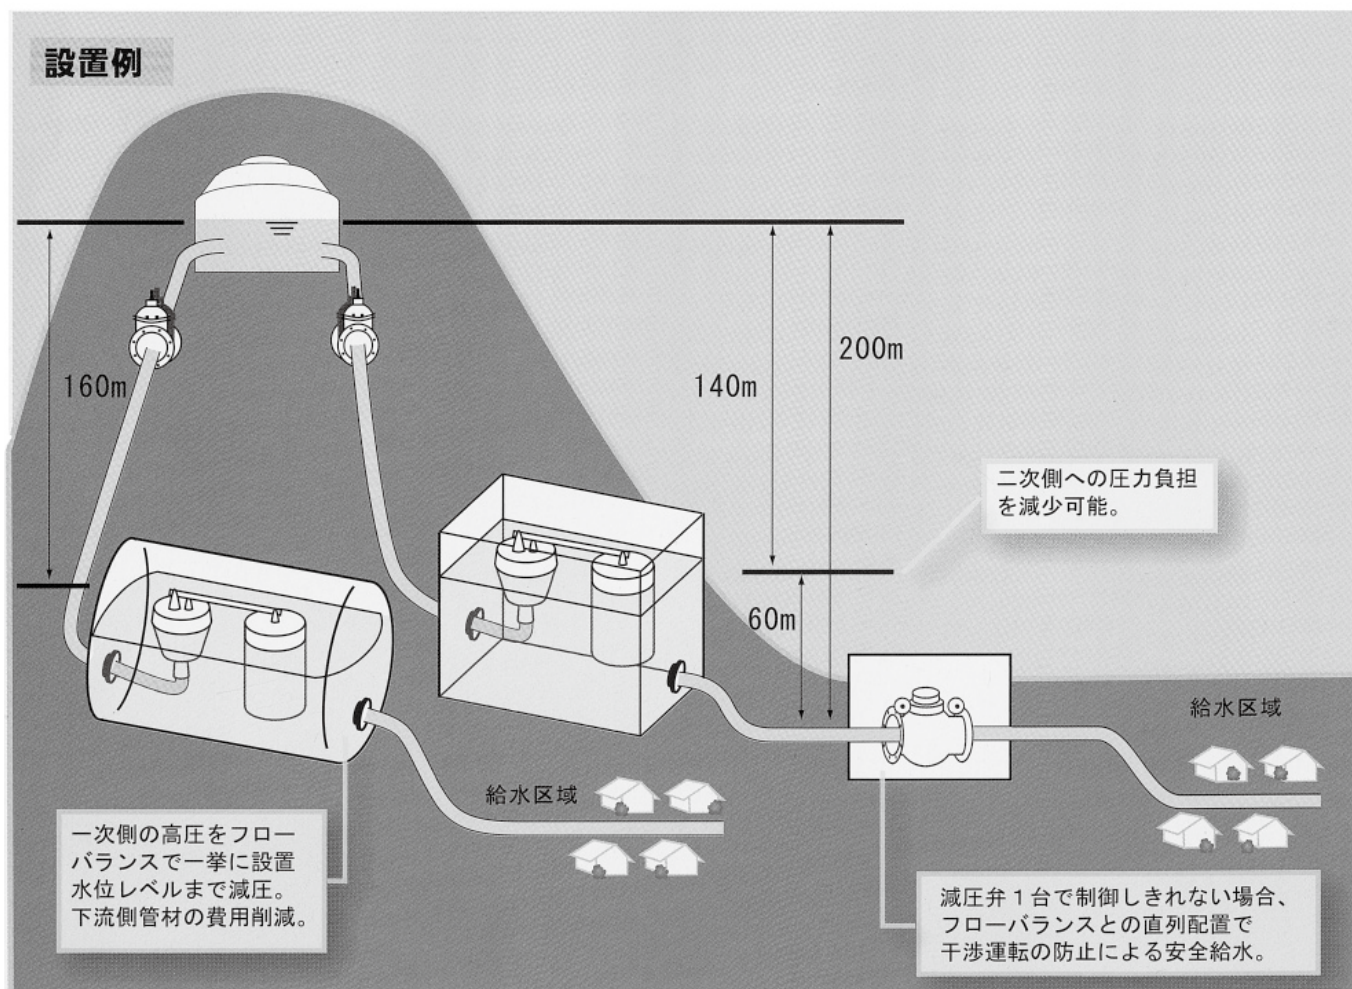 設置例
160m
140m
200m
60m
二次側への圧力負担
を減少可能。
給水区域
給水区域
一次側の高圧をフロー
バランスで一挙に設置
水位レベルまで減圧。
下流側管材の費用削減。
減圧弁1台で制御しきれない場合、
フローバランスとの直列配置で
干渉運転の防止による安全給水。